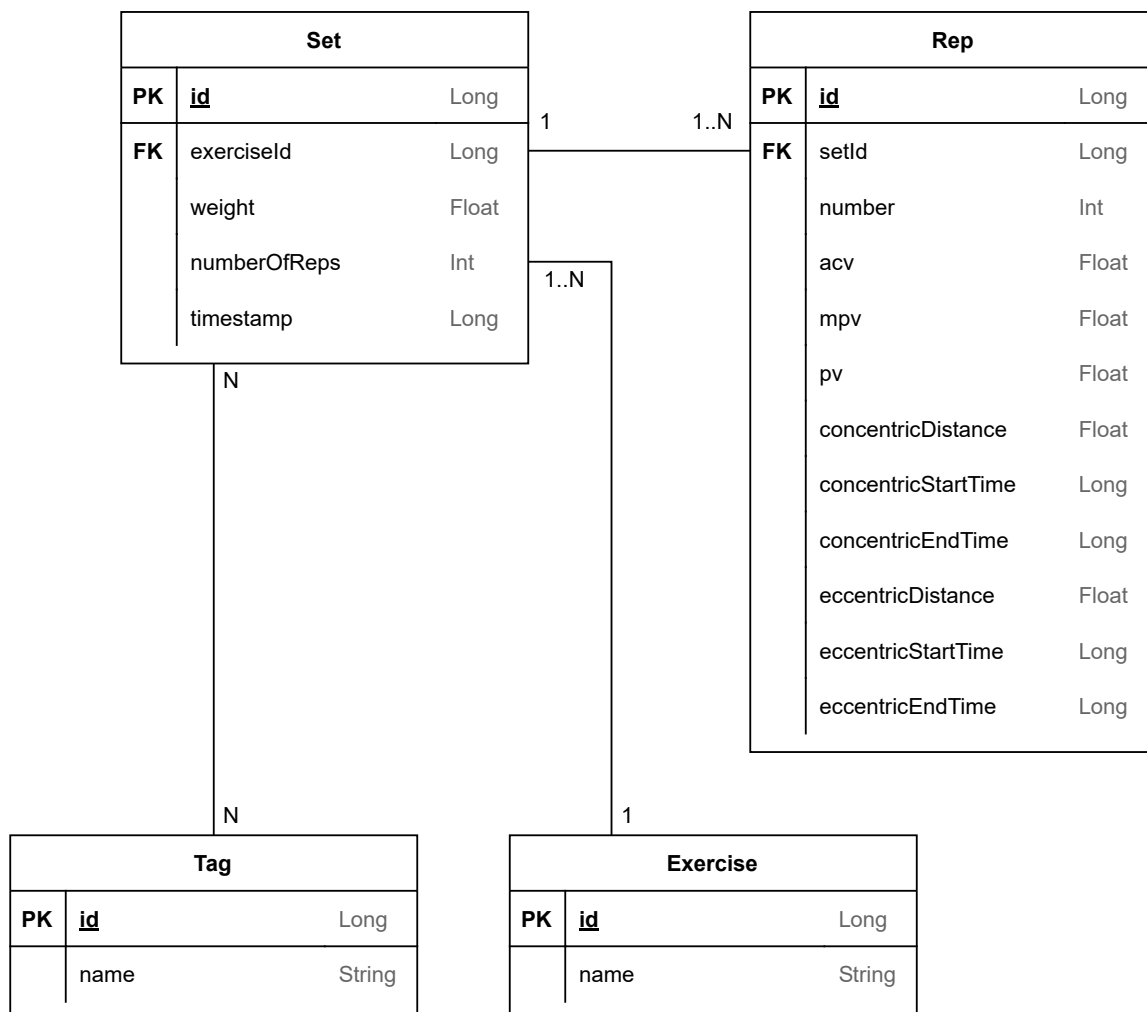 Set
PK id Long
FK exerciseId Long
weight Float
numberOfReps Int
timestamp Long
1
1..N
Rep
PK id Long
FK setId Long
number Int
acv Float
mpv Float
pv Float
concentricDistance Float
concentricStartTime Long
concentricEndTime Long
eccentricDistance Float
eccentricStartTime Long
eccentricEndTime Long
1..N
N
N
1
Tag
PK id Long
name String
Exercise
PK id Long
name String